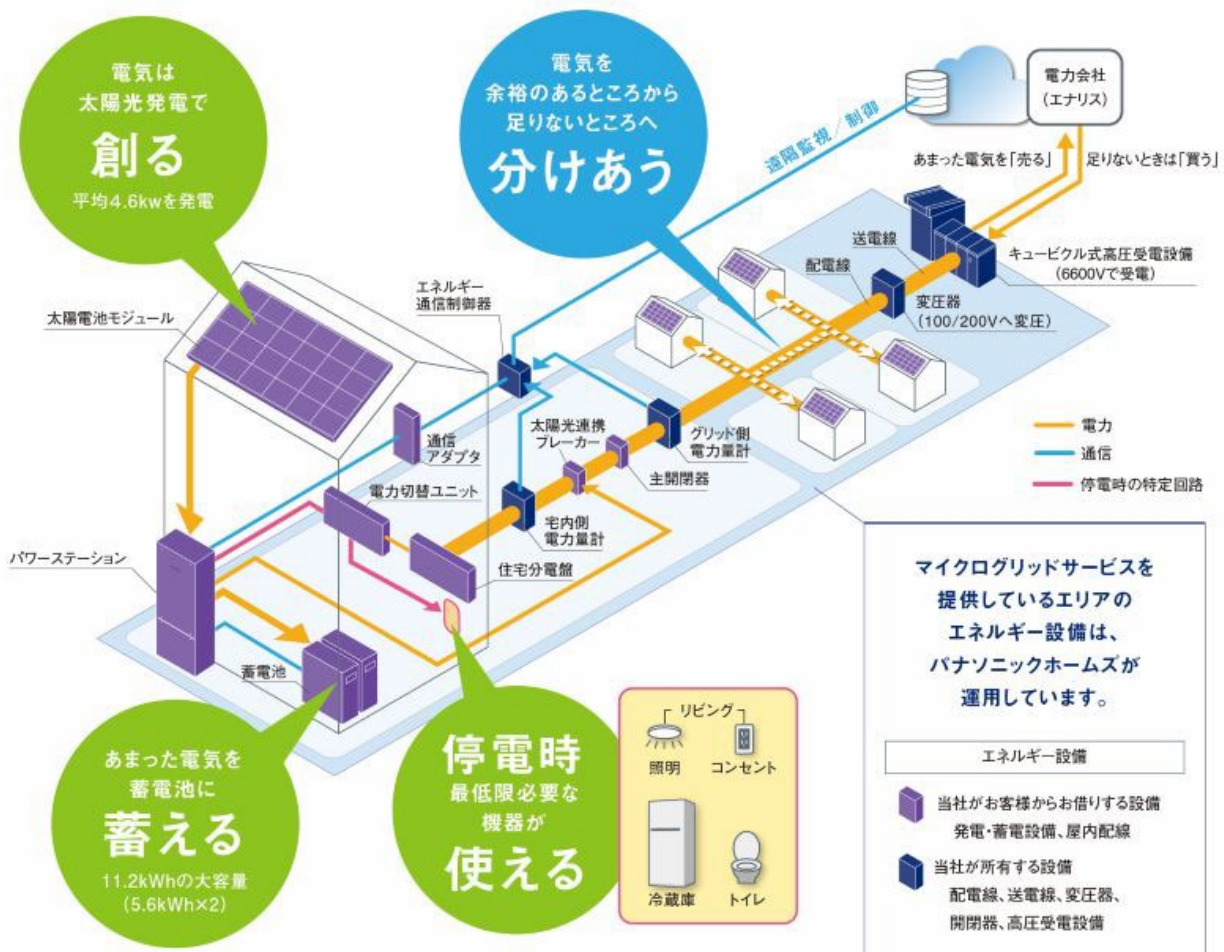 電気は
太陽光発電で
創る
平均4.6kwを発電
電気を
余裕のあるところから
足りないところへ
分けあう
遠隔監視/制御
電力会社
(エナリス)
あまった電気を「売る」
足りないときは「買う」
送電線
配電線
キュービクル式高圧受電設備
(6600Vで受電)
変圧器
(100/200Vへ変圧)
エネルギー
通信制御器
太陽電池モジュール
通信
アダプタ
太陽光連携
ブレーカー
グリッド側
電力量計
主開閉器
電力切替ユニット
宅内側
電力量計
住宅分電盤
パワーステーション
蓄電池
電力
通信
停電時の特定回路
あまった電気を
蓄電池に
蓄える
11.2kWhの大容量
(5.6kWh×2)
停電時
最低限必要な
機器が
使える
リビング
照明
コンセント
冷蔵庫
トイレ
マイクログリッドサービスを
提供しているエリアの
エネルギー設備は、
パナソニックホームズが
運用しています。
エネルギー設備
当社がお客様からお借りする設備
発電・蓄電設備、屋内配線
当社が所有する設備
配電線、送電線、変圧器、
開閉器、高圧受電設備